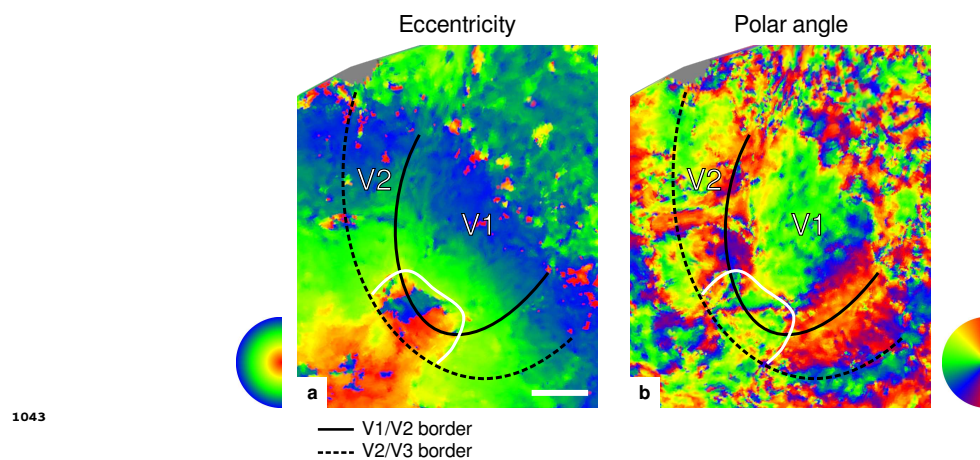 Eccentricity
Polar angle
V2
V1
V2
V1
a
b
1043
V1/V2 border
V2/V3 border